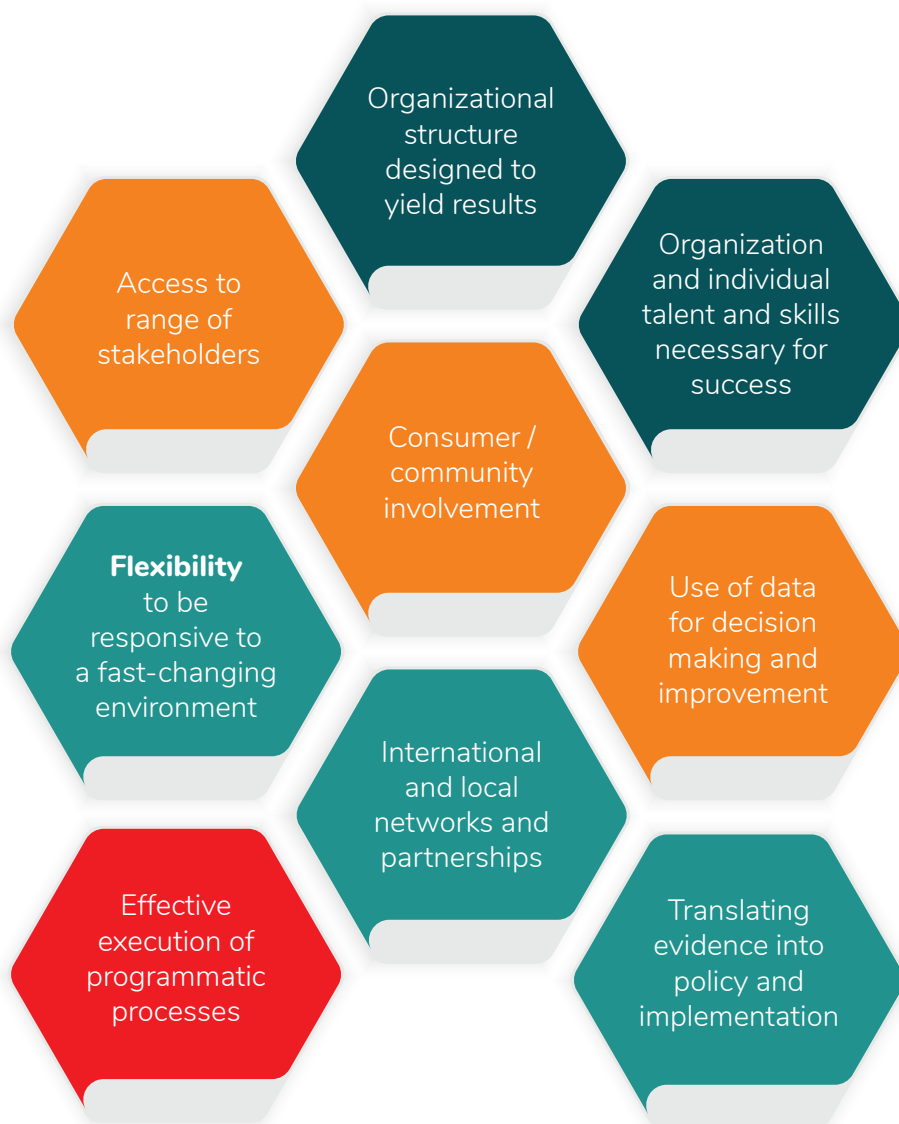 Organizational
structure
designed to
yield results
Access to
range of
stakeholders
Organization
and individual
talent and skills
necessary for
success
Consumer /
community
involvement
Flexibility
to be
responsive to
a fast-changing
environment
Use of data
for decision
making and
improvement
International
and local
networks and
partnerships
Effective
execution of
programmatic
processes
Translating
evidence into
policy and
implementation